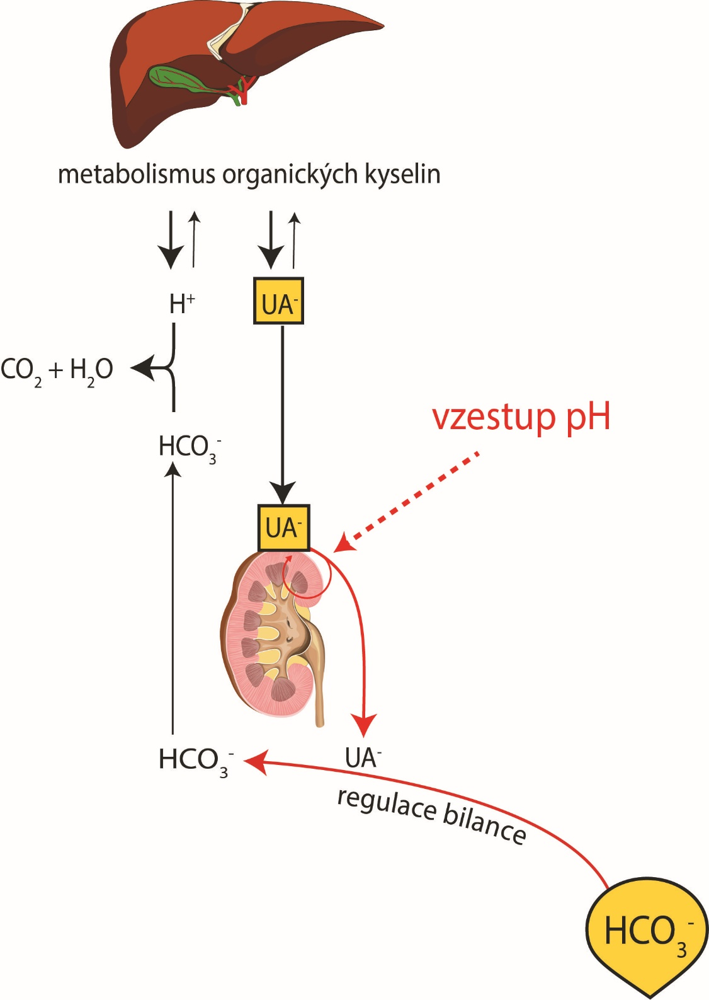 metabolismus organických kyselin
H⁺
UA⁻
CO₂ + H₂O
vzestup pH
HCO₃⁻
UA⁻
HCO₃⁻
UA⁻
regulace bilance
HCO₃⁻